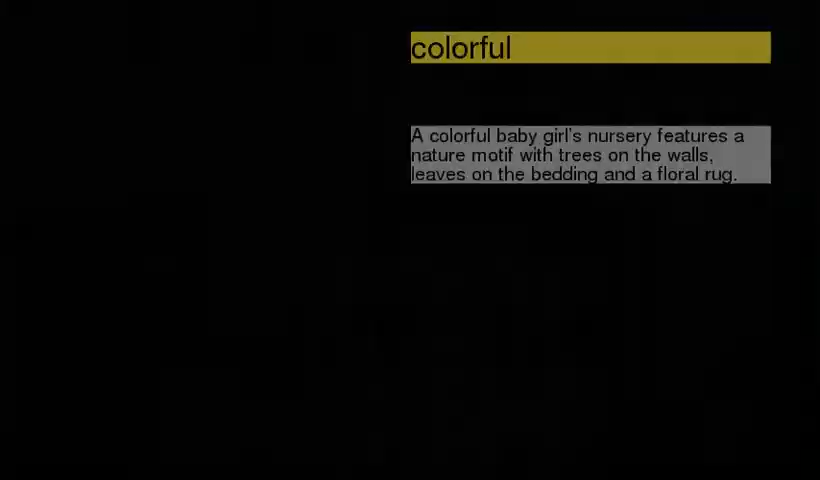 colorful
A colorful baby girl's nursery features a
nature motif with trees on the walls,
leaves on the bedding and a floral rug.